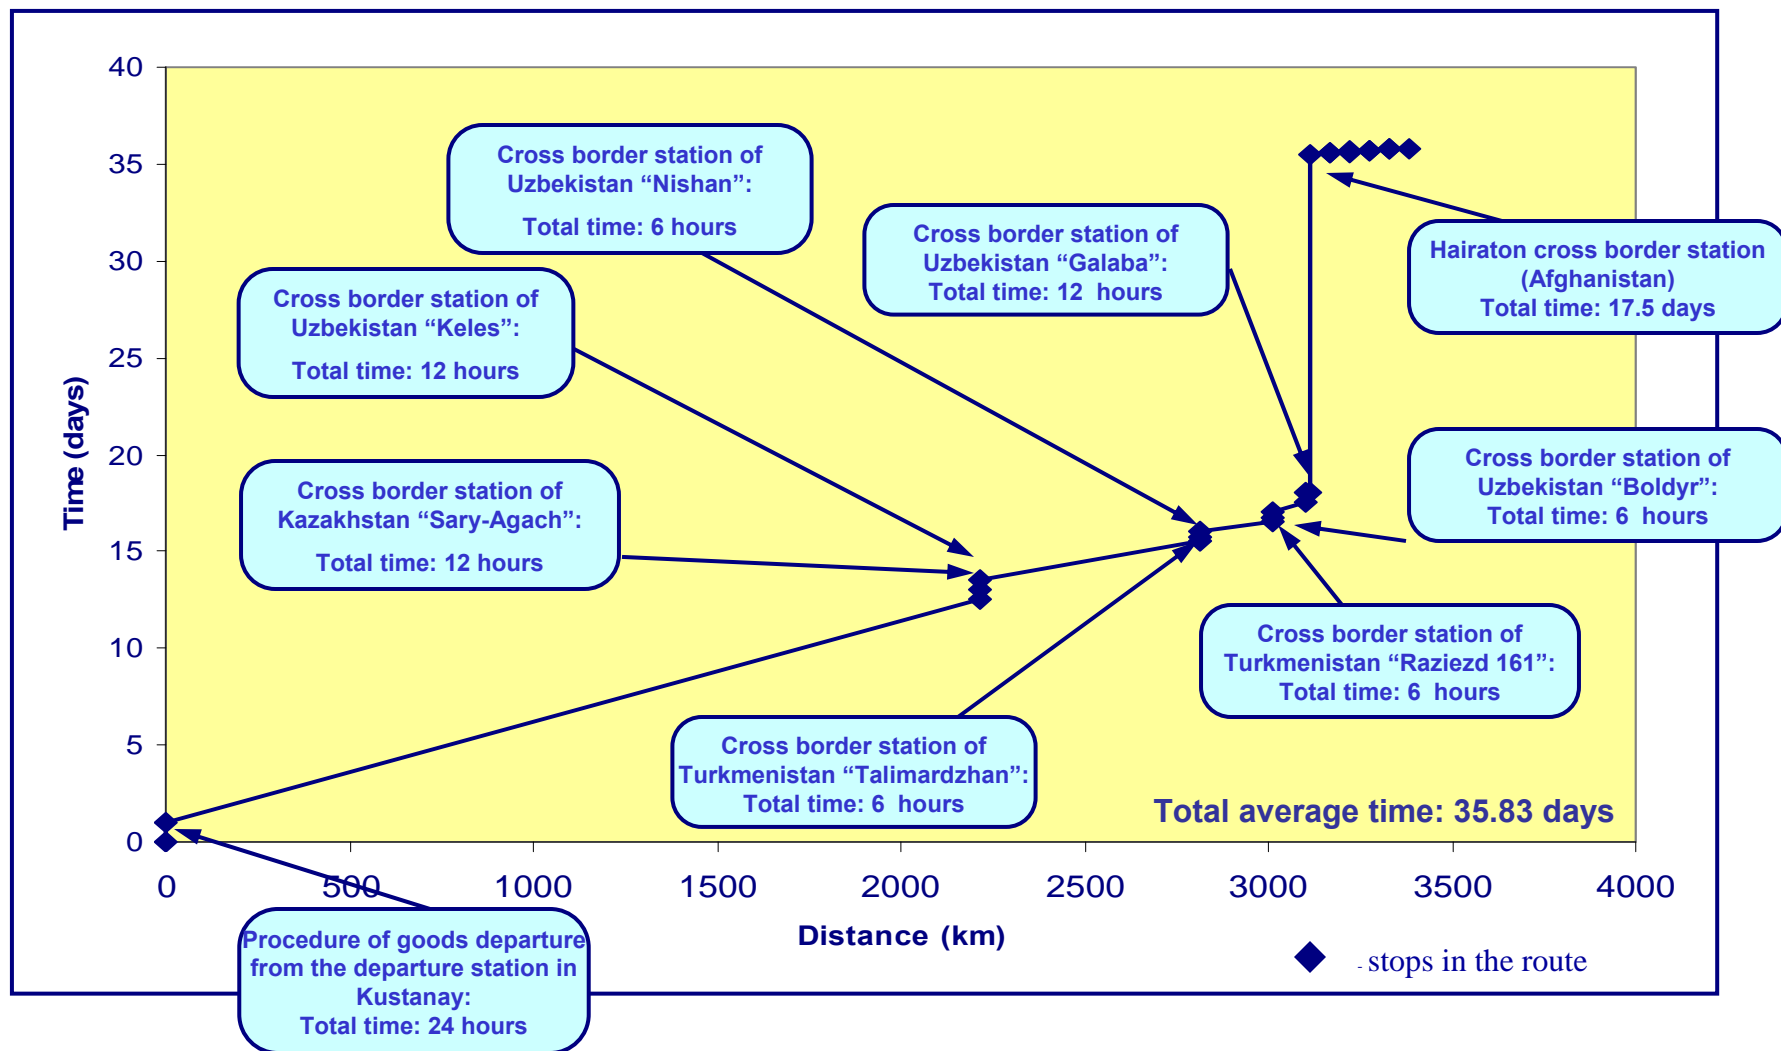 40
35
30
25
20
15
10
5
0
Time (days)
0
500
1000
1500
2000
2500
3000
3500
4000
Distance (km)
Cross border station of
Uzbekistan “Nishan”:
Total time: 6 hours
Cross border station of
Uzbekistan “Galaba”:
Total time: 12 hours
Hairaton cross border station
(Afghanistan)
Total time: 17.5 days
Cross border station of
Uzbekistan “Keles”:
Total time: 12 hours
Cross border station of
Kazakhstan “Sary-Agach”:
Total time: 12 hours
Cross border station of
Uzbekistan “Boldyr”:
Total time: 6 hours
Cross border station of
Turkmenistan “Raziezd 161”:
Total time: 6 hours
Cross border station of
Turkmenistan “Talimardzhan”:
Total time: 6 hours
Total average time: 35.83 days
Procedure of goods departure
from the departure station in
Kustanay:
Total time: 24 hours
- stops in the route